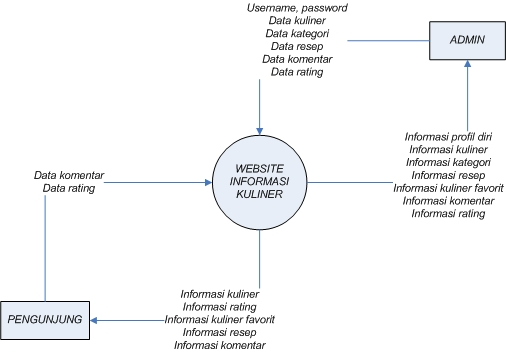 Username, password
Data kuliner
Data kategori
Data resep
Data komentar
Data rating
ADMIN
Informasi profil diri
Informasi kuliner
Informasi kategori
Informasi resep
Informasi kuliner favorit
Informasi komentar
Informasi rating
WEBSITE
INFORMASI
KULINER
Data komentar
Data rating
Informasi kuliner
Informasi rating
Informasi kuliner favorit
Informasi resep
Informasi komentar
PENGUNJUNG